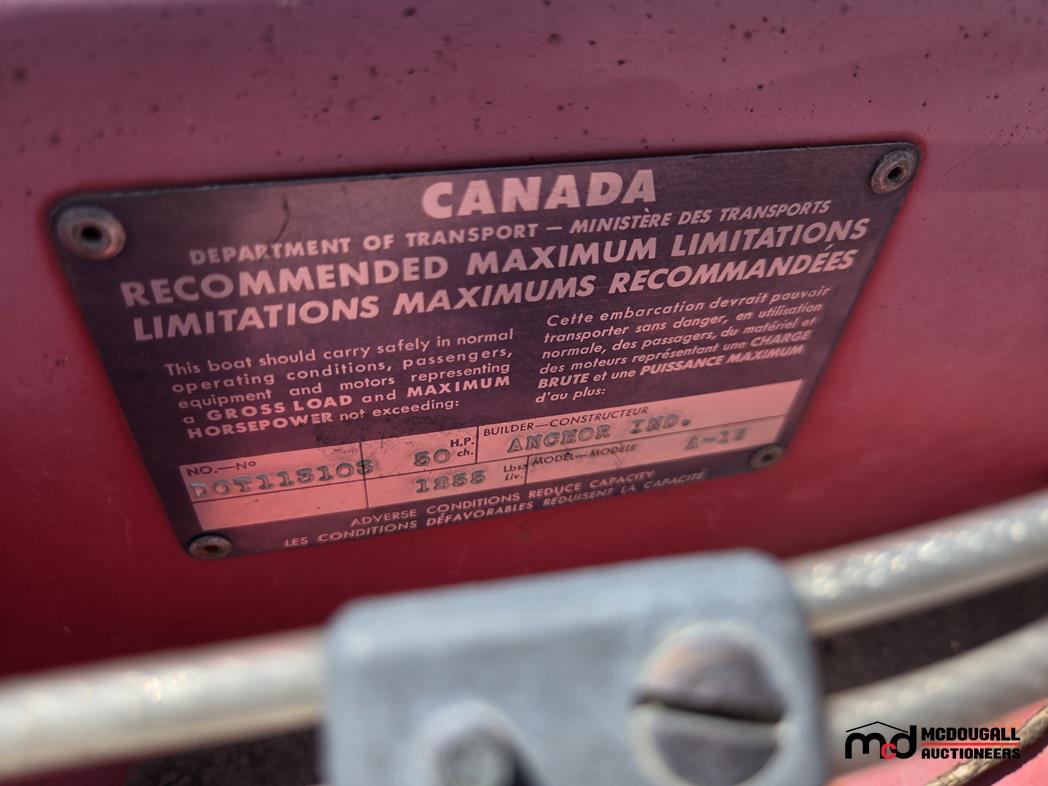 CANADA
DEPARTMENT OF TRANSPORT – MINISTÈRE DES TRANSPORTS
RECOMMENDED MAXIMUM LIMITATIONS
LIMITATIONS MAXIMUMS RECOMMANDÉES
This boat should carry safely in normal
operating conditions, passengers,
equipment and motors representing
a GROSS LOAD and MAXIMUM
HORSEPOWER not exceeding:
Cette embarcation devrait pouvoir
transporter sans danger, en utilisation
normale, des passagers, du matériel et
des moteurs représentant une CHARGE
BRUTE et une PUISSANCE MAXIMUM
d'au plus:
NO.—No
H.P.
ch.
BUILDER—CONSTRUCTEUR
ANCHOR IND.
50
1255
Lbs.
Liv.
MODEL—MODÈLE
ADVERSE CONDITIONS REDUCE CAPACITY
LES CONDITIONS DÉFAVORABLES RÉDUISENT LA CAPACITÉ
mcd MCDOUGALL
AUCTIONEERS